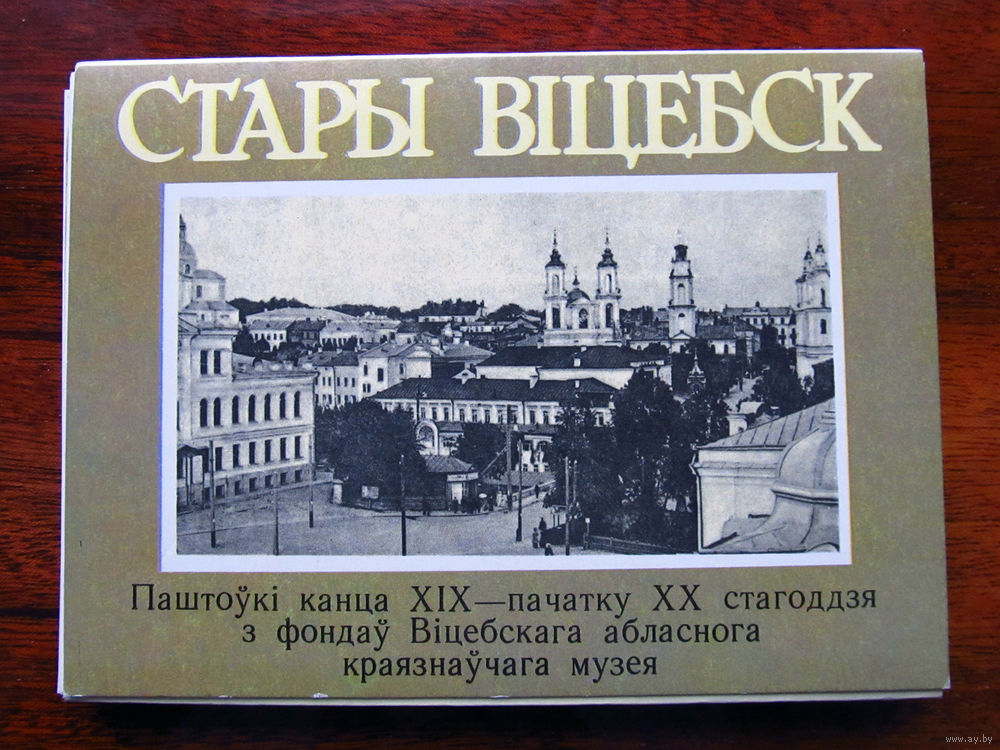 СТАРЫ ВІЦЕБСК
Паштоўкі канца XIX—пачатку XX стагоддзя
з фондаў Віцебскага абласнога
краязнаўчага музея
www.ay.by